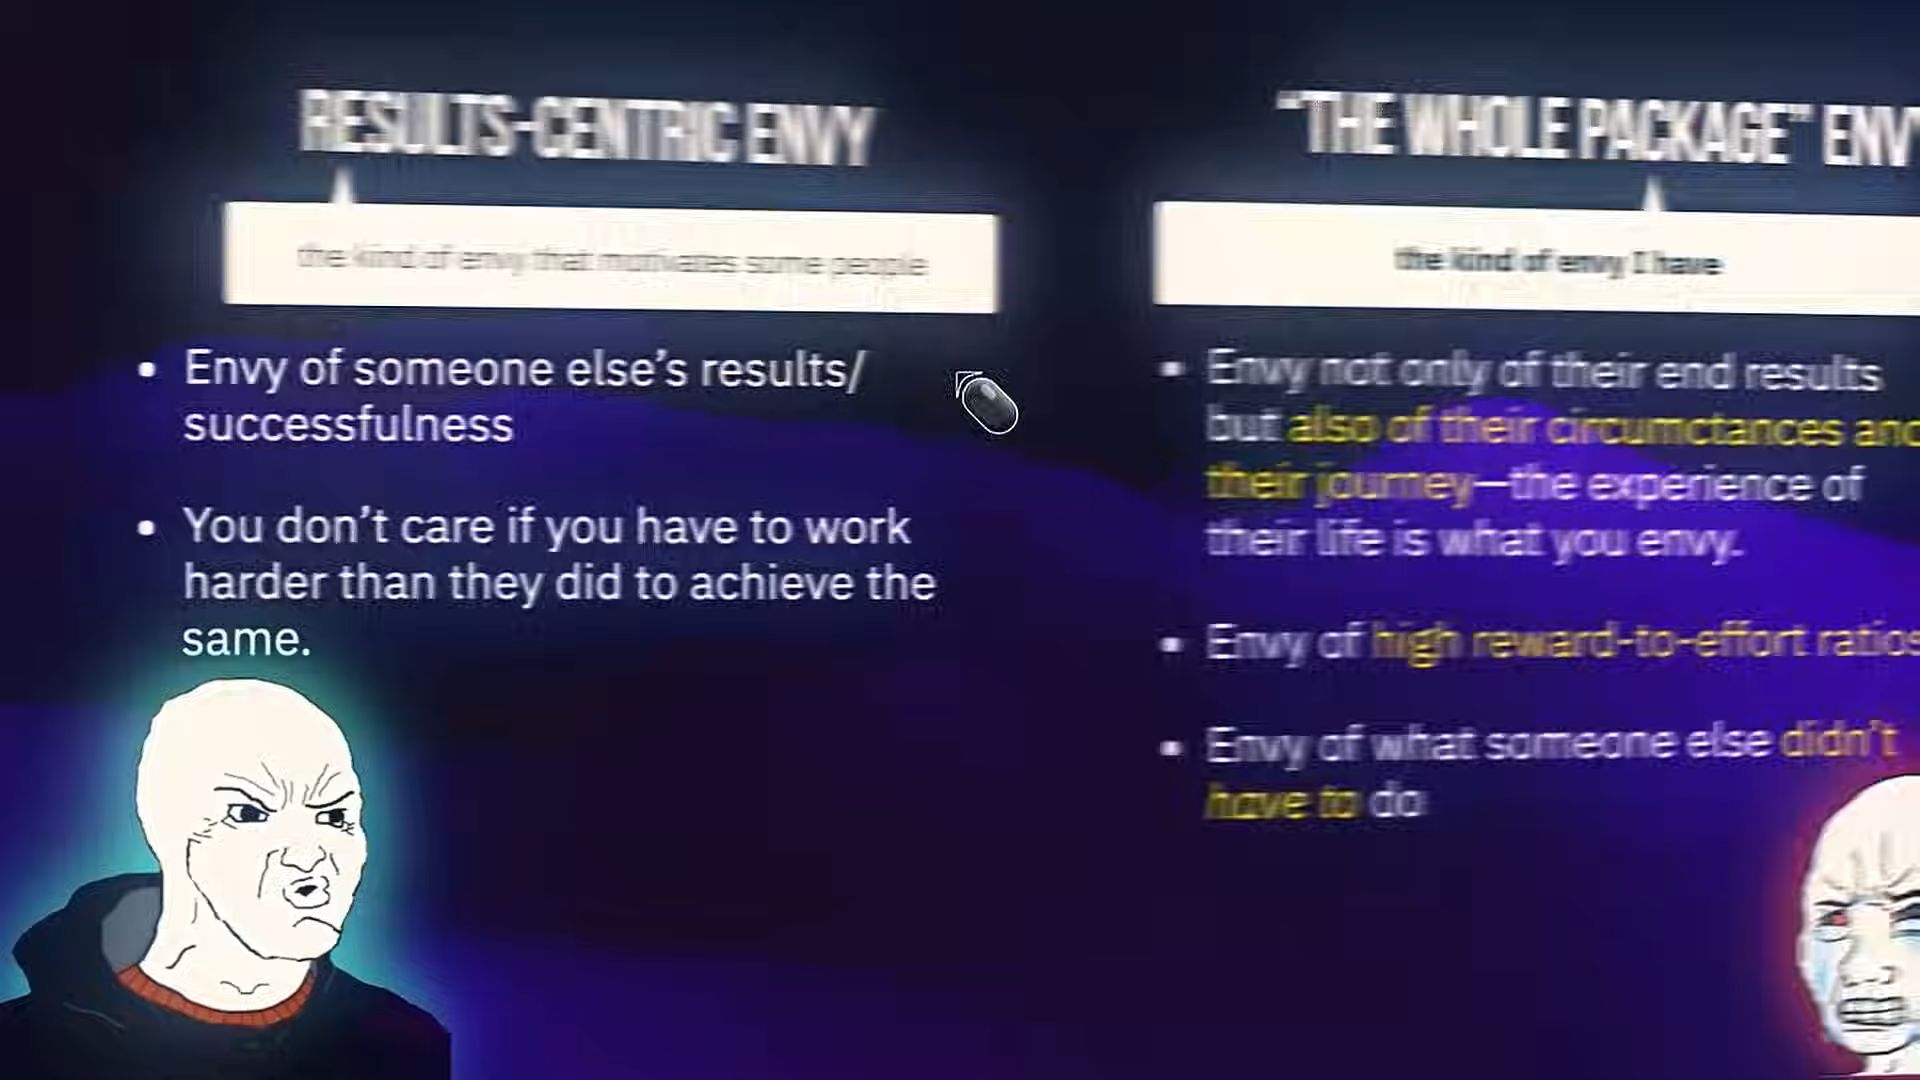 RESULTS-CENTRIC ENVY
the kind of envy that motivates some people
• Envy of someone else's results/
successfulness
• You don't care if you have to work
harder than they did to achieve the
same.
"THE WHOLE PACKAGE" ENV
the kind of envy I have
• Envy not only of their end results
but also of their circumctances and
their journey—the experience of
their life is what you envy.
• Envy of high reward-to-effort ratios
• Envy of what someone else didn't
have to do